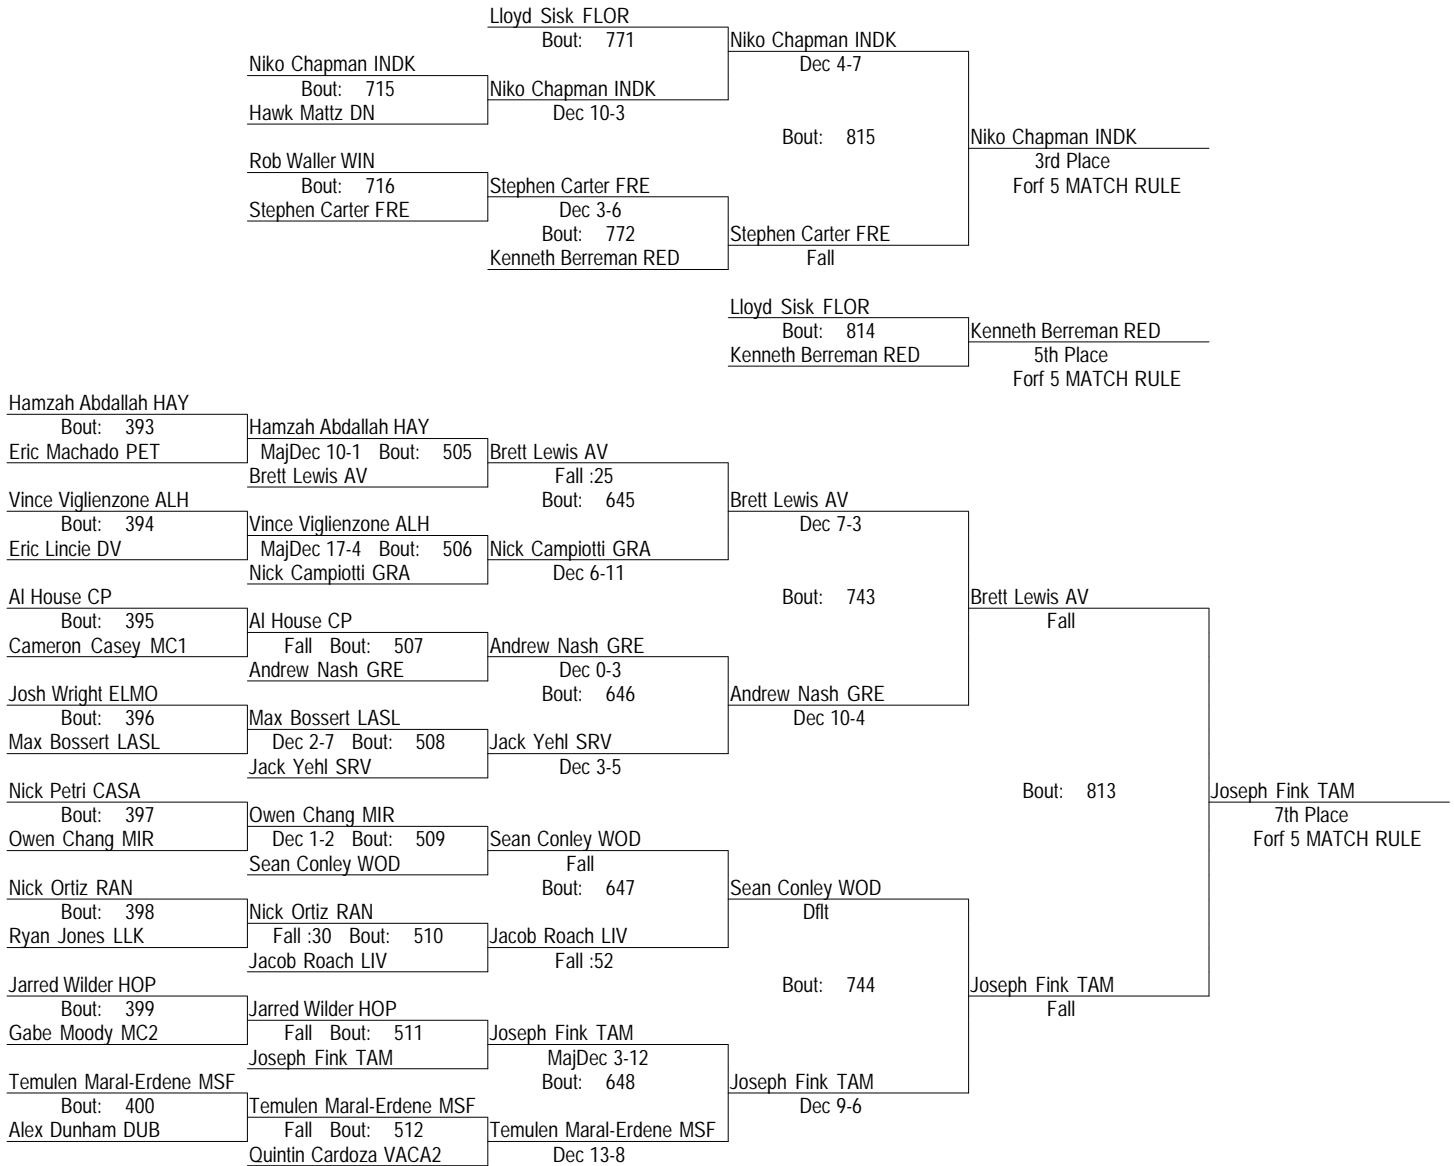 Lloyd Sisk FLOR
Bout: 771
Niko Chapman INDK
Dec 4-7
Niko Chapman INDK
Bout: 715
Niko Chapman INDK
Hawk Mattz DN
Dec 10-3
Bout: 815
Niko Chapman INDK
3rd Place
Forf 5 MATCH RULE
Rob Waller WIN
Bout: 716
Stephen Carter FRE
Stephen Carter FRE
Dec 3-6
Bout: 772
Stephen Carter FRE
Kenneth Berreman RED
Fall
Lloyd Sisk FLOR
Bout: 814
Kenneth Berreman RED
Kenneth Berreman RED
5th Place
Forf 5 MATCH RULE
Hamzah Abdallah HAY
Bout: 393
Hamzah Abdallah HAY
Eric Machado PET
MajDec 10-1 Bout: 505
Brett Lewis AV
Brett Lewis AV
Fall :25
Bout: 645
Brett Lewis AV
Dec 7-3
Vince Viglienzone ALH
Bout: 394
Vince Viglienzone ALH
Eric Lincie DV
MajDec 17-4 Bout: 506
Nick Campiotti GRA
Nick Campiotti GRA
Dec 6-11
Bout: 743
Brett Lewis AV
Fall
Al House CP
Bout: 395
Al House CP
Cameron Casey MC1
Fall Bout: 507
Andrew Nash GRE
Andrew Nash GRE
Dec 0-3
Bout: 646
Andrew Nash GRE
Dec 10-4
Josh Wright ELMO
Bout: 396
Max Bossert LASL
Max Bossert LASL
Dec 2-7 Bout: 508
Jack Yehl SRV
Jack Yehl SRV
Dec 3-5
Bout: 813
Joseph Fink TAM
7th Place
Forf 5 MATCH RULE
Nick Petri CASA
Bout: 397
Owen Chang MIR
Owen Chang MIR
Dec 1-2 Bout: 509
Sean Conley WOD
Sean Conley WOD
Fall
Bout: 647
Sean Conley WOD
Dflt
Nick Ortiz RAN
Bout: 398
Nick Ortiz RAN
Ryan Jones LLK
Fall :30 Bout: 510
Jacob Roach LIV
Jacob Roach LIV
Fall :52
Bout: 744
Joseph Fink TAM
Fall
Jarred Wilder HOP
Bout: 399
Jarred Wilder HOP
Gabe Moody MC2
Fall Bout: 511
Joseph Fink TAM
Joseph Fink TAM
MajDec 3-12
Bout: 648
Joseph Fink TAM
Dec 9-6
Temulen Maral-Erdene MSF
Bout: 400
Temulen Maral-Erdene MSF
Alex Dunham DUB
Fall Bout: 512
Temulen Maral-Erdene MSF
Quintin Cardoza VACA2
Dec 13-8